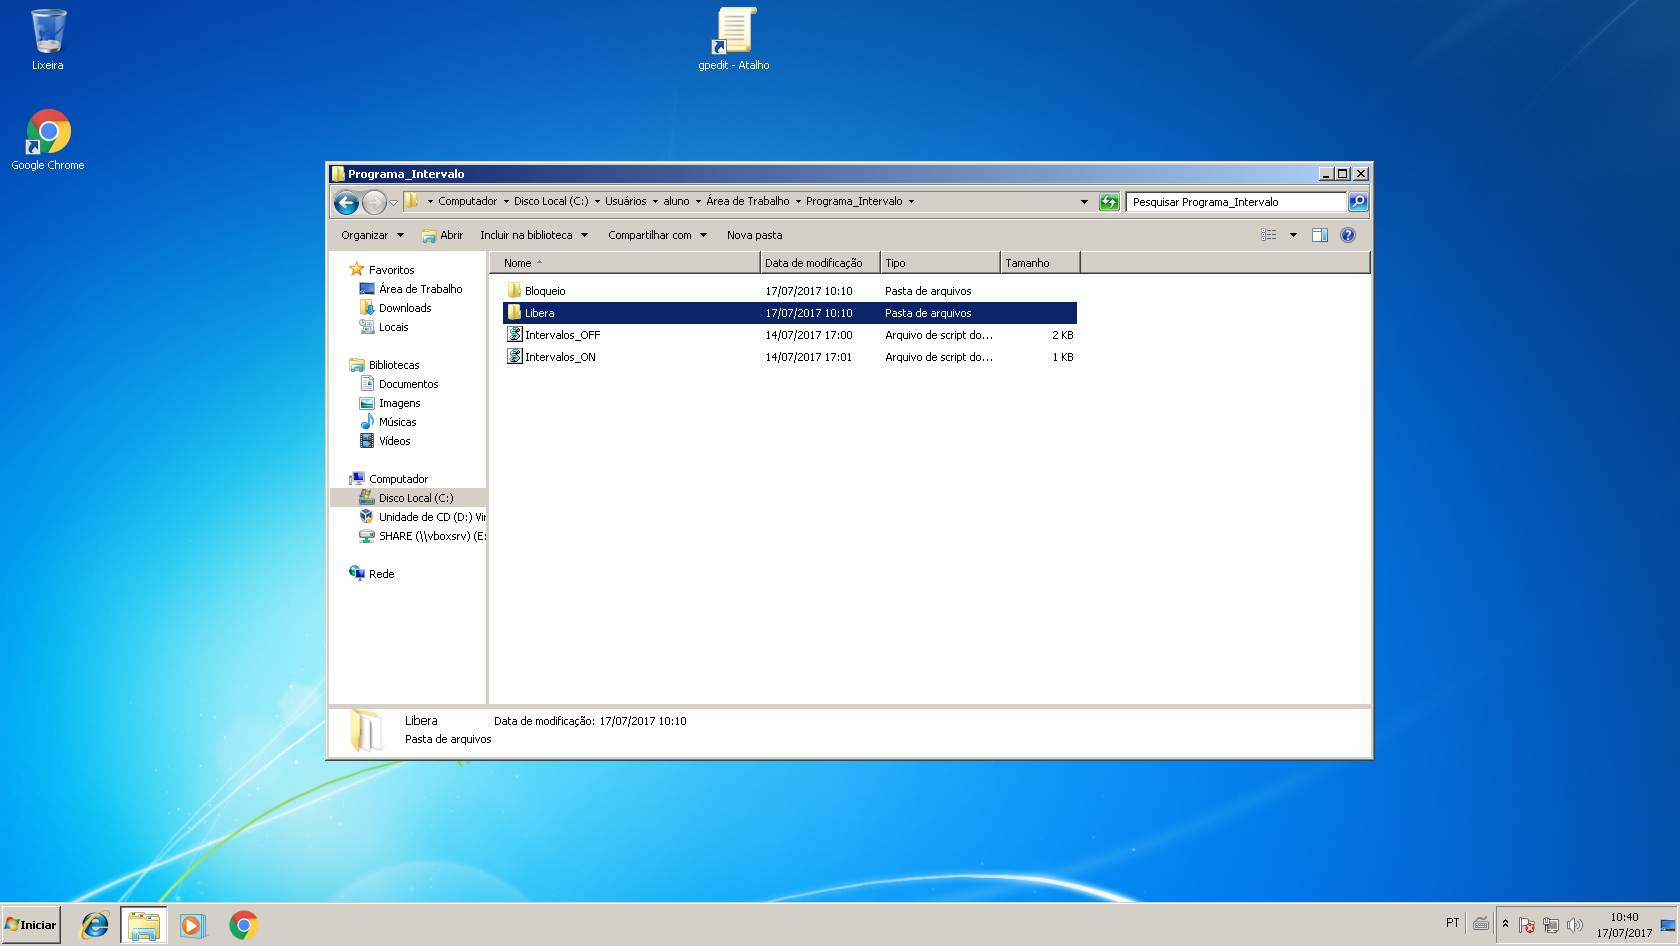 Lixeira
gpedit - Atalho
Google Chrome
Programa_Intervalo
Computador Disco Local (C:) Usuários aluno Área de Trabalho Programa_Intervalo
Pesquisar Programa_Intervalo
Organizar Abrir Incluir na biblioteca Compartilhar com Nova pasta
Nome Data de modificação Tipo Tamanho
Favoritos
Área de Trabalho
Downloads
Locais
Bibliotecas
Documentos
Imagens
Músicas
Vídeos
Computador
Disco Local (C:)
Unidade de CD (D:) Vir
SHARE (\\vboxsrv) (E:
Rede
Bloqueio 17/07/2017 10:10 Pasta de arquivos
Libera 17/07/2017 10:10 Pasta de arquivos
Intervalos_OFF 14/07/2017 17:00 Arquivo de script do... 2 KB
Intervalos_ON 14/07/2017 17:01 Arquivo de script do... 1 KB
Libera Data de modificação: 17/07/2017 10:10
Pasta de arquivos
Iniciar
PT
10:40
17/07/2017